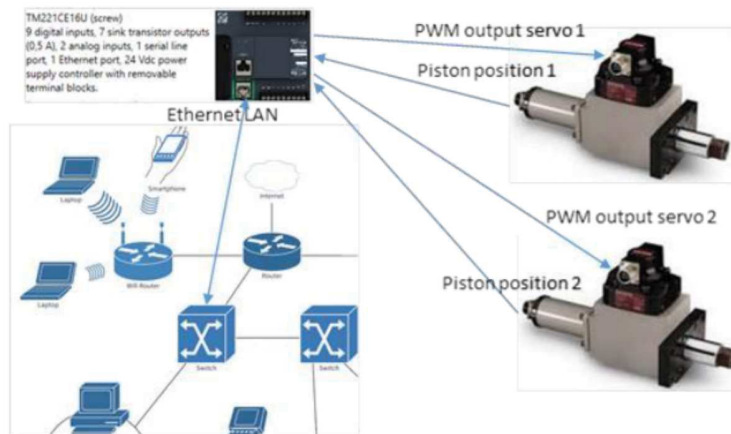 TM221CE16U (screw)
9 digital inputs, 7 sink transistor outputs
(0,5 A), 2 analog inputs, 1 serial line
port, 1 Ethernet port, 24 Vdc power
supply controller with removable
terminal blocks.
PWM output servo 1
Piston position 1
Ethernet LAN
Laptop
Smartphone
Internet
Laptop
Wifi Router
Router
PWM output servo 2
Piston position 2
Switch
Switch